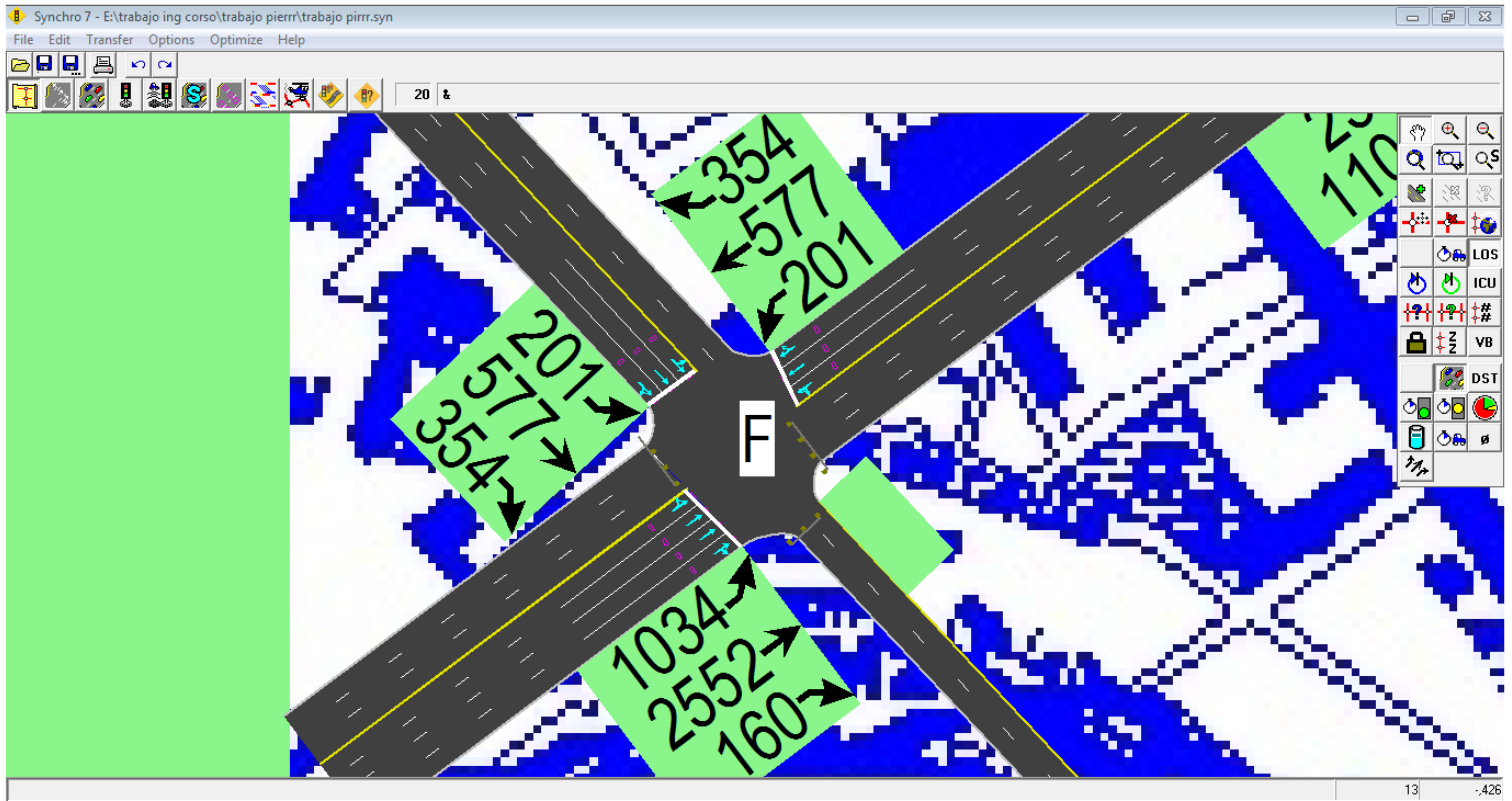 Synchro 7 - E:\trabajo ing corso\trabajo pierrr\trabajo pirrr.syn
File Edit Transfer Options Optimize Help
20 &
354
577
201
110
201
577
354
F
1034
2552
160
LOS
ICU
VB
DST
ø
13 -,426